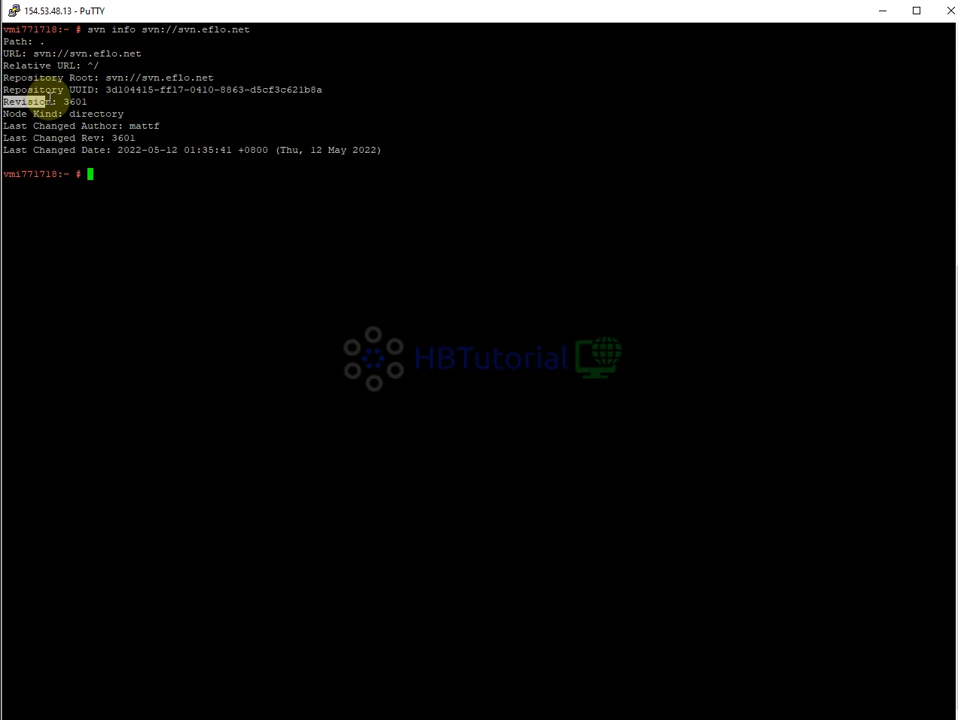 154.53.48.13 - PuTTY
vmi771718:~ # svn info svn://svn.eflo.net
Path: .
URL: svn://svn.eflo.net
Relative URL: ^/
Repository Root: svn://svn.eflo.net
Repository UUID: 3d104415-ff17-0410-8863-d5cf3c621b8a
Revision: 3601
Node Kind: directory
Last Changed Author: mattf
Last Changed Rev: 3601
Last Changed Date: 2022-05-12 01:35:41 +0800 (Thu, 12 May 2022)
vmi771718:~ #
HBTutorial